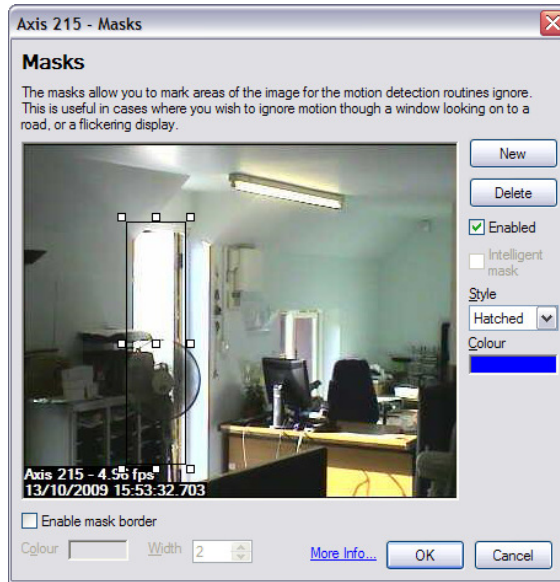 Axis 215 - Masks
Masks
The masks allow you to mark areas of the image for the motion detection routines ignore.
This is useful in cases where you wish to ignore motion though a window looking on to a
road, or a flickering display.
New
Delete
Enabled
Intelligent
mask
Style
Hatched
Colour
Axis 215 - 4.96 fps
13/10/2009 15:53:32.703
Enable mask border
Colour
Width
2
More Info...
OK
Cancel